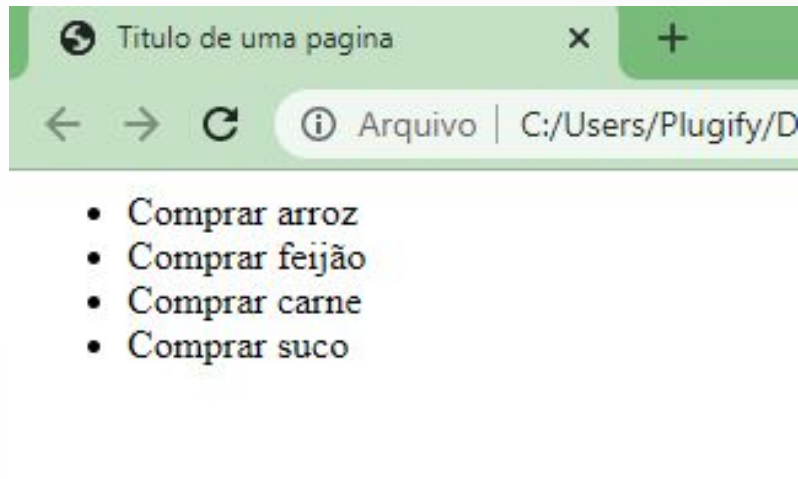 Titulo de uma pagina
Arquivo | C:/Users/Plugify/D
• Comprar arroz
• Comprar feijão
• Comprar carne
• Comprar suco